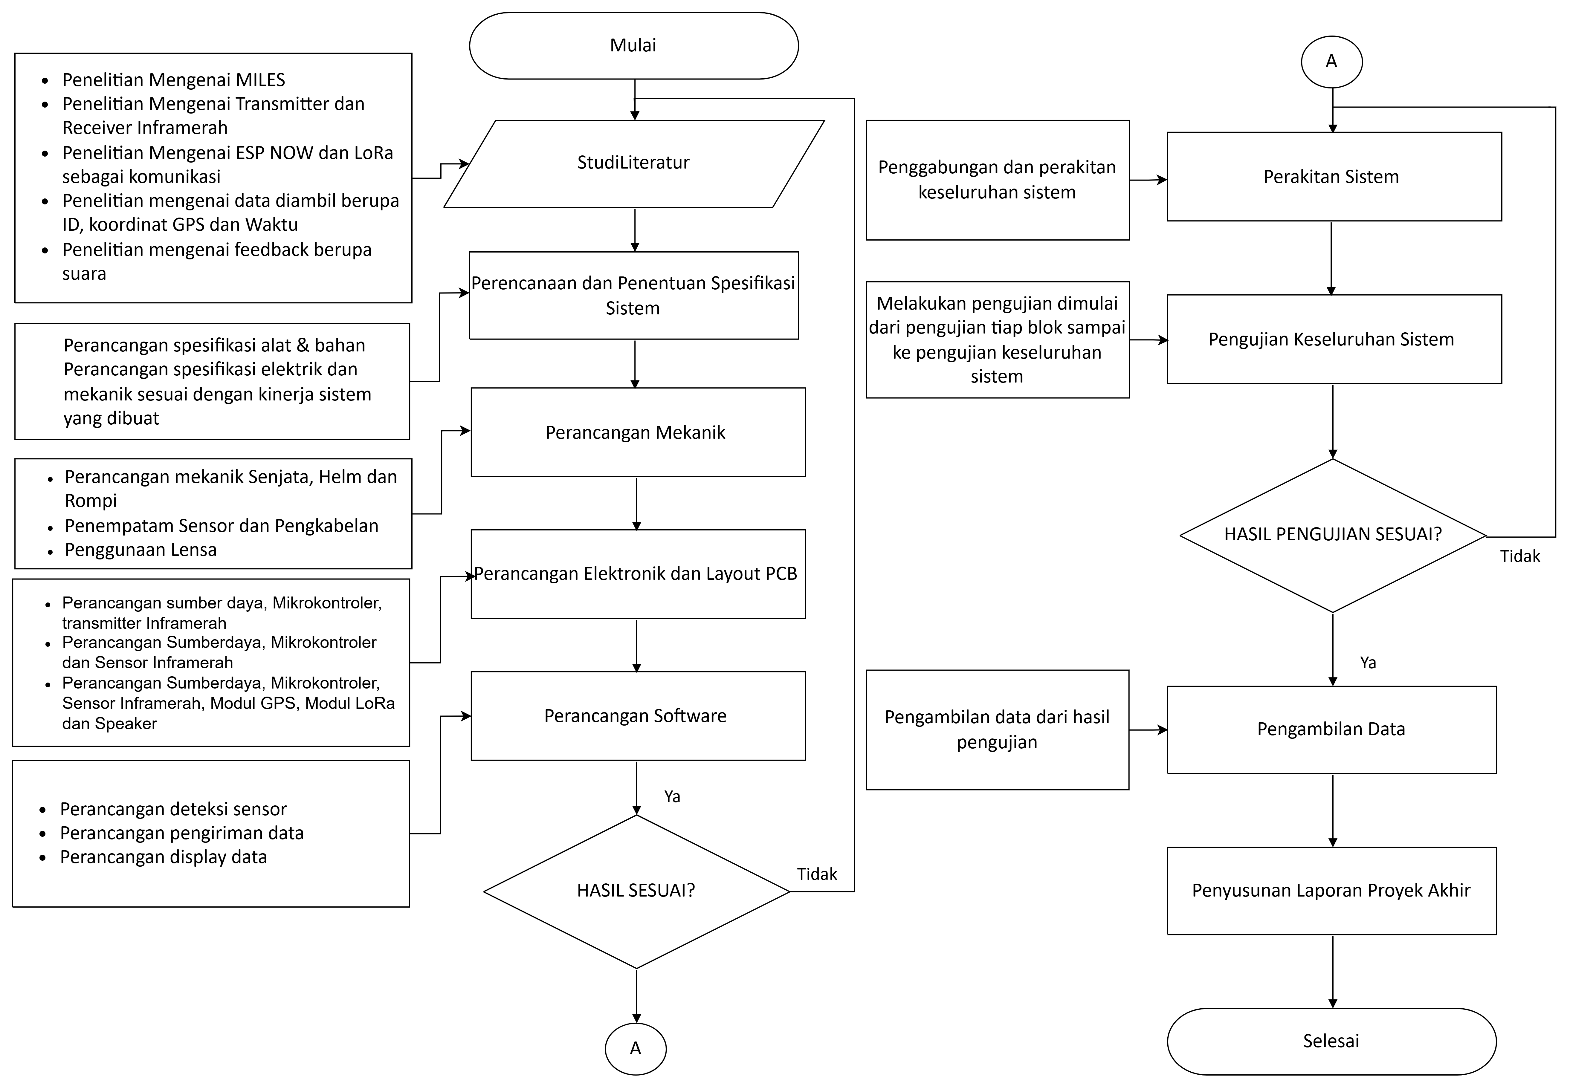 Mulai
• Penelitian Mengenai MILES
• Penelitian Mengenai Transmitter dan
Receiver Inframerah
• Penelitian Mengenai ESP NOW dan LoRa
sebagai komunikasi
• Penelitian mengenai data diambil berupa
ID, koordinat GPS dan Waktu
• Penelitian mengenai feedback berupa
suara
StudiLiteratur
Perancangan spesifikasi alat & bahan
Perancangan spesifikasi elektrik dan
mekanik sesuai dengan kinerja sistem
yang dibuat
Perencanaan dan Penentuan Spesifikasi
Sistem
• Perancangan mekanik Senjata, Helm dan
Rompi
• Penempatam Sensor dan Pengkabelan
• Penggunaan Lensa
Perancangan Mekanik
• Perancangan sumber daya, Mikrokontroler,
transmitter Inframerah
• Perancangan Sumberdaya, Mikrokontroler
dan Sensor Inframerah
• Perancangan Sumberdaya, Mikrokontroler,
Sensor Inframerah, Modul GPS, Modul LoRa
dan Speaker
Perancangan Elektronik dan Layout PCB
• Perancangan deteksi sensor
• Perancangan pengiriman data
• Perancangan display data
Perancangan Software
Ya
HASIL SESUAI?
Tidak
A
A
Penggabungan dan perakitan
keseluruhan sistem
Perakitan Sistem
Melakukan pengujian dimulai
dari pengujian tiap blok sampai
ke pengujian keseluruhan
sistem
Pengujian Keseluruhan Sistem
HASIL PENGUJIAN SESUAI?
Tidak
Ya
Pengambilan data dari hasil
pengujian
Pengambilan Data
Penyusunan Laporan Proyek Akhir
Selesai